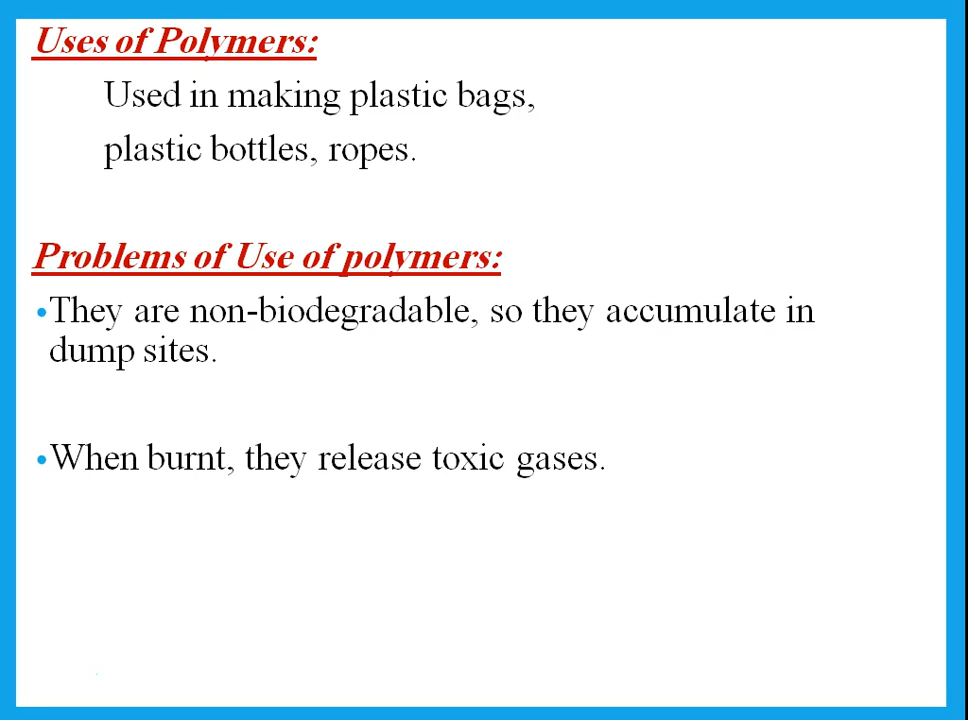 Uses of Polymers:
Used in making plastic bags,
plastic bottles, ropes.
Problems of Use of polymers:
•They are non-biodegradable, so they accumulate in
dump sites.
•When burnt, they release toxic gases.